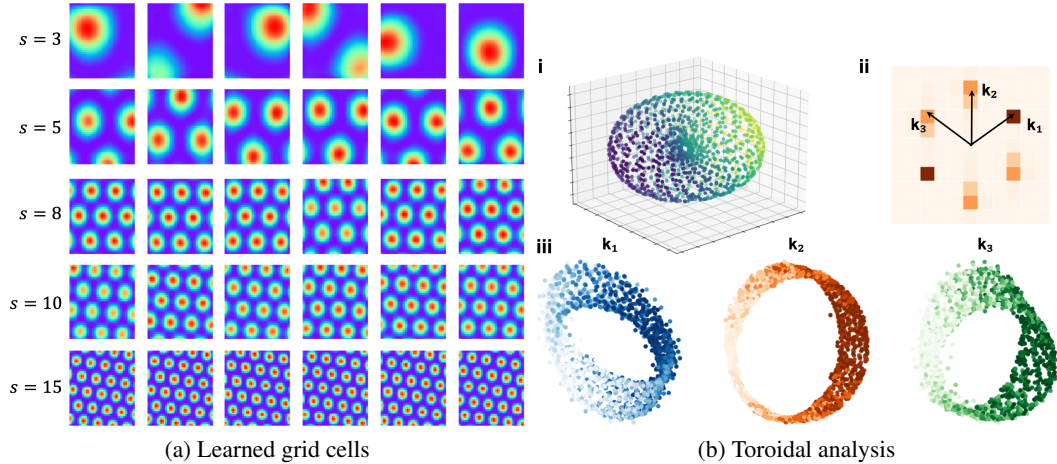 s = 3
s = 5
s = 8
s = 10
s = 15
(a) Learned grid cells
i
ii
k₂
k₃
k₁
iii
k₁
k₂
k₃
(b) Toroidal analysis